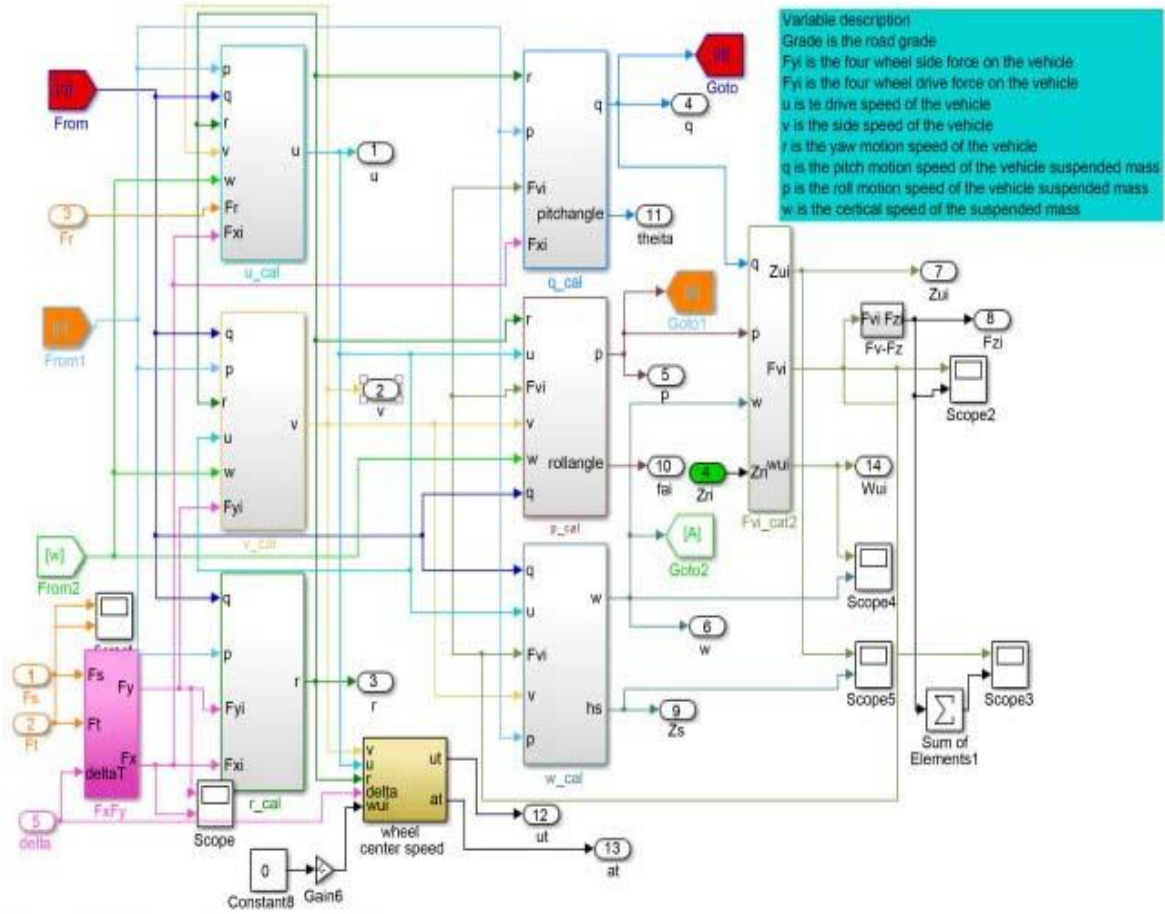 Variable description
Grade is the road grade
Fyi is the four wheel side force on the vehicle
Fyi is the four wheel drive force on the vehicle
u is te drive speed of the vehicle
v is the side speed of the vehicle
r is the yaw motion speed of the vehicle
q is the pitch motion speed of the vehicle suspended mass
p is the roll motion speed of the vehicle suspended mass
w is the certical speed of the suspended mass
From
3
Fr
From1
[w]
From2
1
Fs
2
Ft
5
delta
p
q
r
v
w
Fr
Fxi
u
u_cal
q
p
r
u
w
Fyi
v
q
p
Fyi
Fxi
r
r_cal
Fs
Ft
deltaT
Fy
Fx
FxFy
Scope
0
Constant8
Gain6
v
u
r
delta
wui
ut
at
wheel
center speed
1
u
2
v
3
r
12
ut
13
at
r
p
Fvi
Fxi
q
pitchangle
q_cal
r
u
Fvi
v
w
q
p
rollangle
p_cal
q
u
Fvi
v
p
w
hs
w_cal
Goto
4
q
11
theita
Goto1
5
p
10
fai
[A]
Goto2
6
w
9
Zs
4
Zri
q
p
w
Zri
Zui
Fvi
wui
Fvi_cat2
Fvi Fzi
Fv-Fz
7
Zui
8
Fzi
Scope2
14
Wui
Scope4
Scope5
Scope3
Sum of
Elements1